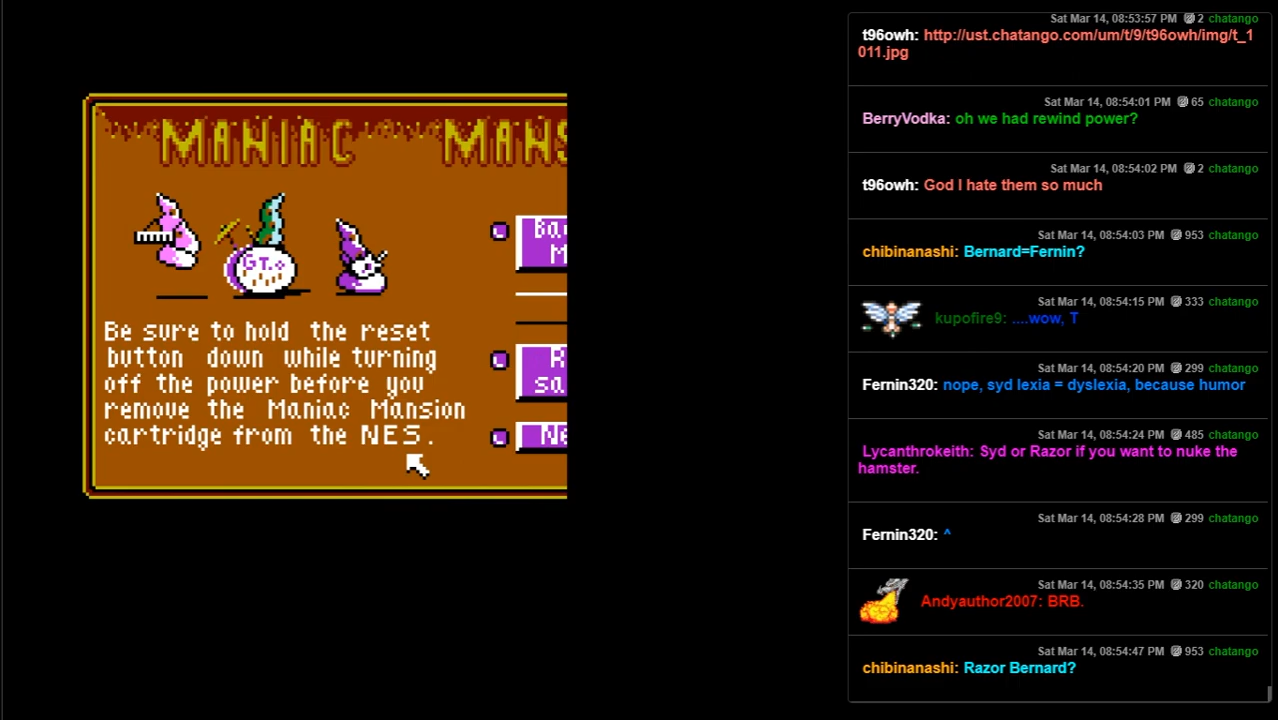 MANIAC MANS
GT.
Ba
M
Be sure to hold the reset
button down while turning
off the power before you
remove the Maniac Mansion
cartridge from the NES.
R
sa
Ne
Sat Mar 14, 08:53:57 PM 2 chatango
t96owh: http://ust.chatango.com/um/t/9/t96owh/img/t_1
011.jpg
Sat Mar 14, 08:54:01 PM 65 chatango
BerryVodka: oh we had rewind power?
Sat Mar 14, 08:54:02 PM 2 chatango
t96owh: God I hate them so much
Sat Mar 14, 08:54:03 PM 953 chatango
chibinanashi: Bernard=Fernin?
Sat Mar 14, 08:54:15 PM 333 chatango
kupofire9: ....wow, T
Sat Mar 14, 08:54:20 PM 299 chatango
Fernin320: nope, syd lexia = dyslexia, because humor
Sat Mar 14, 08:54:24 PM 485 chatango
Lycanthrokeith: Syd or Razor if you want to nuke the
hamster.
Sat Mar 14, 08:54:28 PM 299 chatango
Fernin320: ^
Sat Mar 14, 08:54:35 PM 320 chatango
Andyauthor2007: BRB.
Sat Mar 14, 08:54:47 PM 953 chatango
chibinanashi: Razor Bernard?